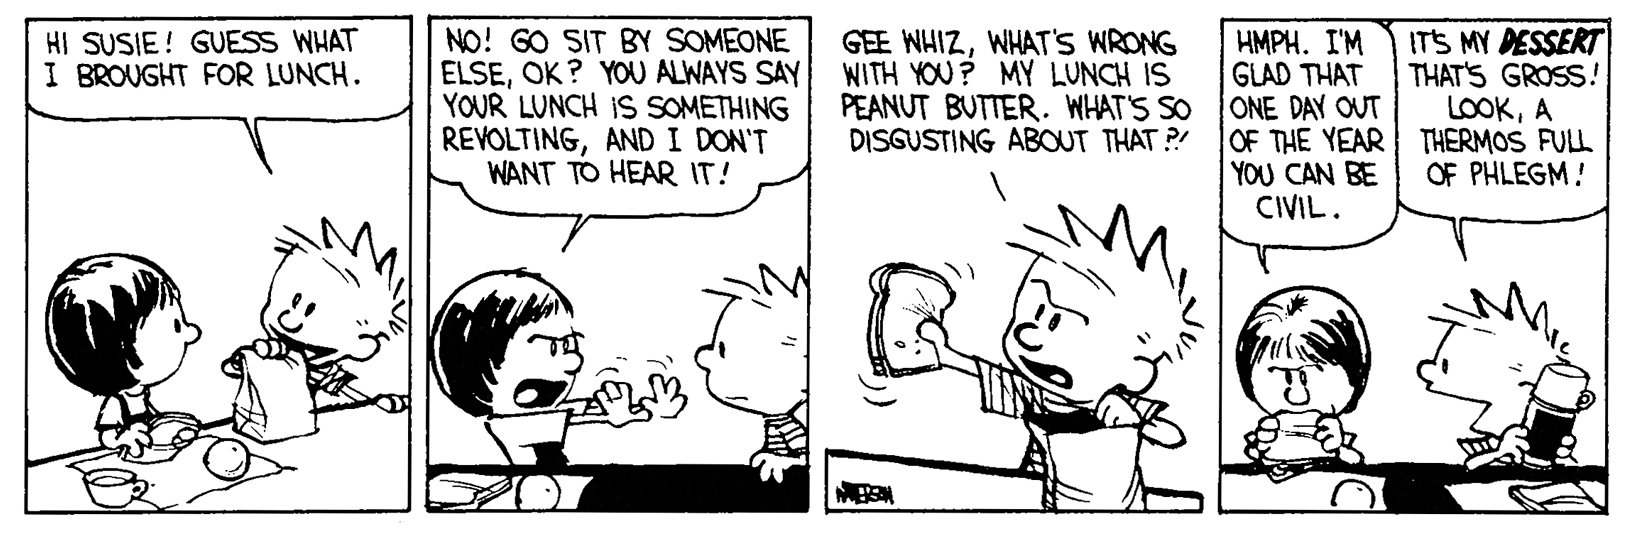 HI SUSIE! GUESS WHAT
I BROUGHT FOR LUNCH.
NO! GO SIT BY SOMEONE
ELSE, OK? YOU ALWAYS SAY
YOUR LUNCH IS SOMETHING
REVOLTING, AND I DON'T
WANT TO HEAR IT!
GEE WHIZ, WHAT'S WRONG
WITH YOU? MY LUNCH IS
PEANUT BUTTER. WHAT'S SO
DISGUSTING ABOUT THAT?!
WATTERSON
HMPH. I'M
GLAD THAT
ONE DAY OUT
OF THE YEAR
YOU CAN BE
CIVIL.
IT'S MY DESSERT
THAT'S GROSS!
LOOK, A
THERMOS FULL
OF PHLEGM!